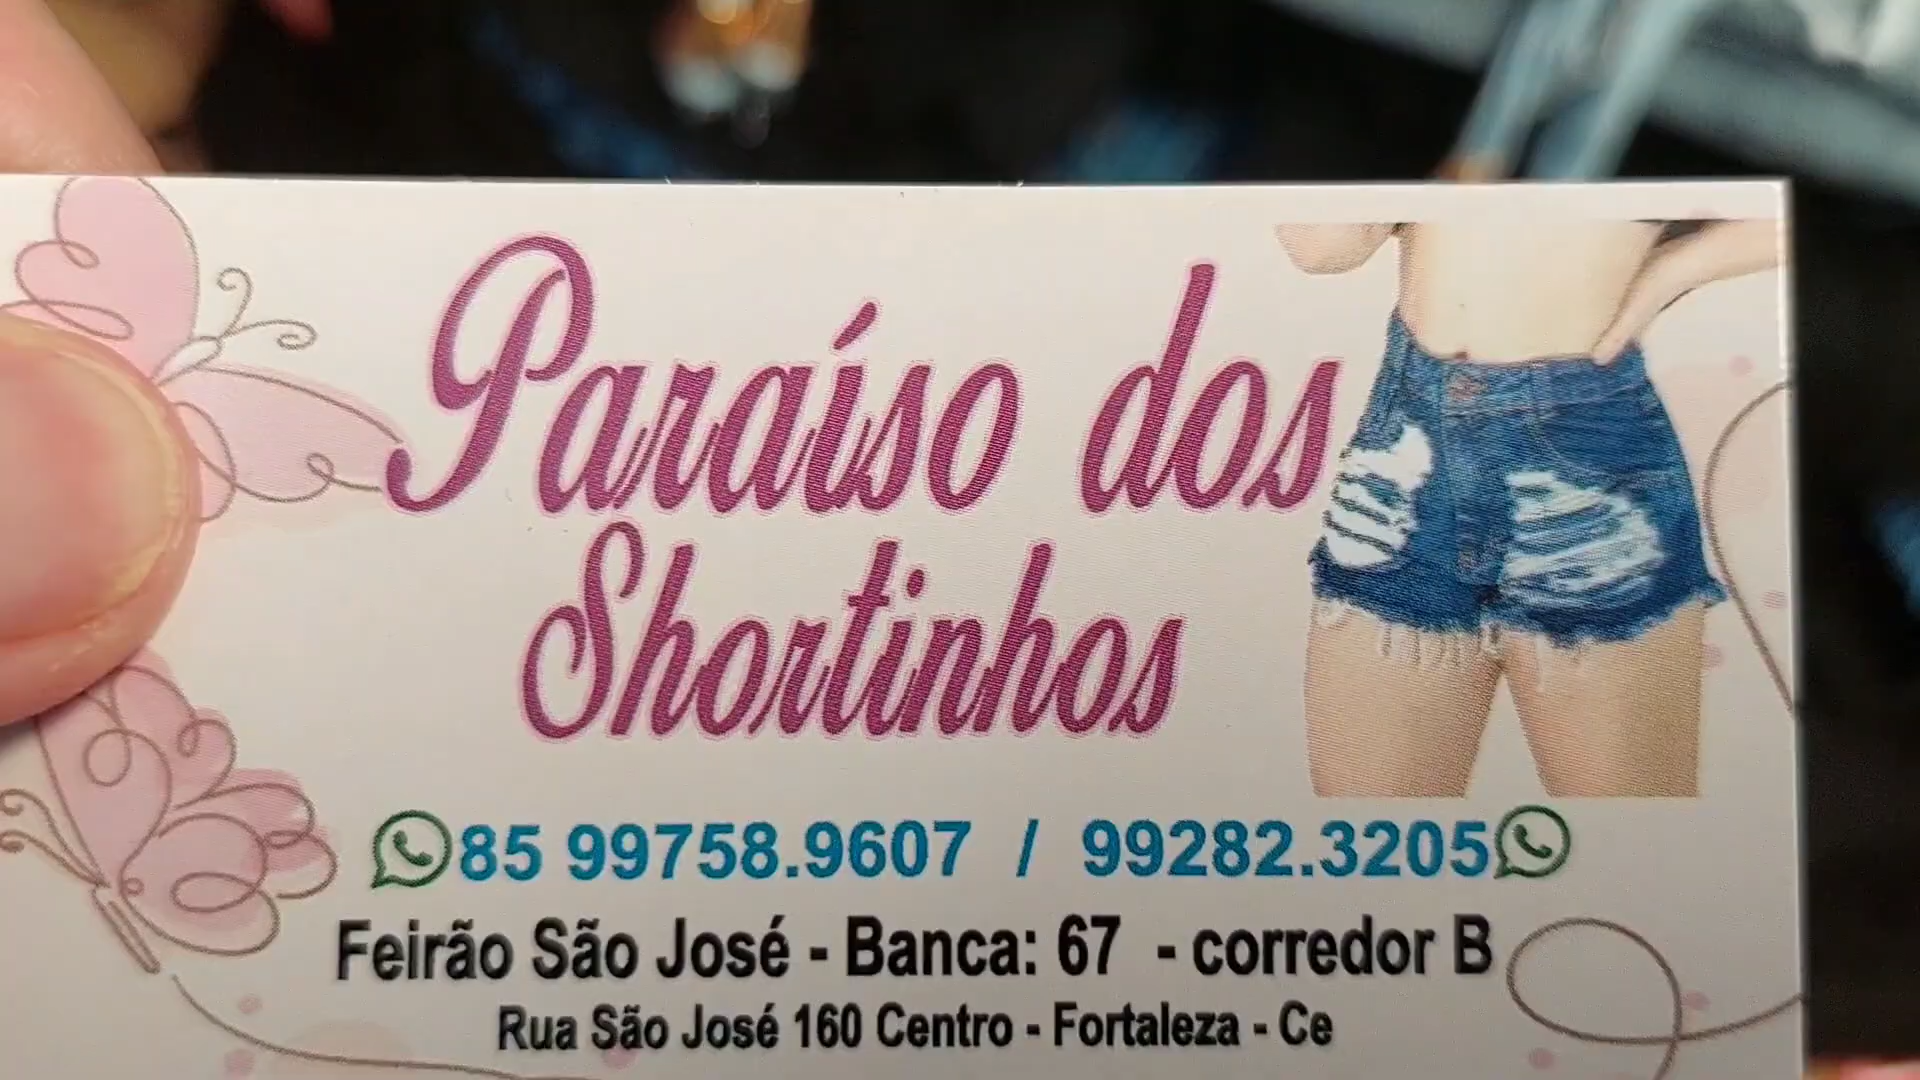 Paraíso dos
Shortinhos
85 99758.9607 / 99282.3205
Feirão São José - Banca: 67 - corredor B
Rua São José 160 Centro - Fortaleza - Ce